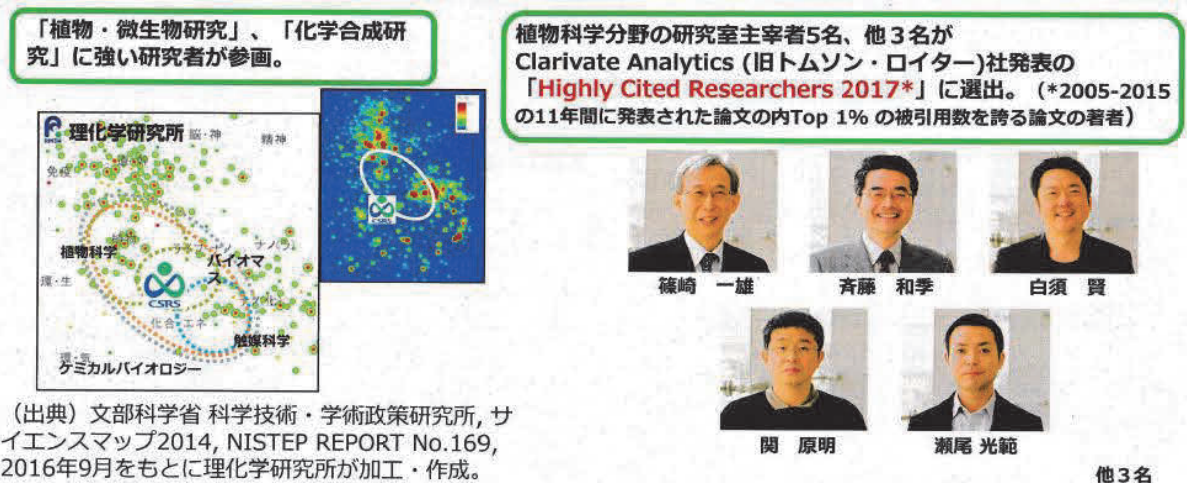 「植物・微生物研究」、「化学合成研
究」に強い研究者が参画。
理化学研究所
脳・神
精神
免疫
植物科学
ナノ
バイオマ
ス
環・生
CSRS
化合
エネ
触媒科学
環・気
ケミカルバイオロジー
CSRS
（出典）文部科学省 科学技術・学術政策研究所, サ
イエンスマップ2014, NISTEP REPORT No.169,
2016年9月をもとに理化学研究所が加工・作成。
植物科学分野の研究室主宰者5名、他３名が
Clarivate Analytics (旧トムソン・ロイター)社発表の
「Highly Cited Researchers 2017*」に選出。（*2005-2015
の11年間に発表された論文の内Top 1% の被引用数を誇る論文の著者）
篠崎　一雄
斉藤　和季
白須　賢
関　原明
瀬尾 光範
他３名